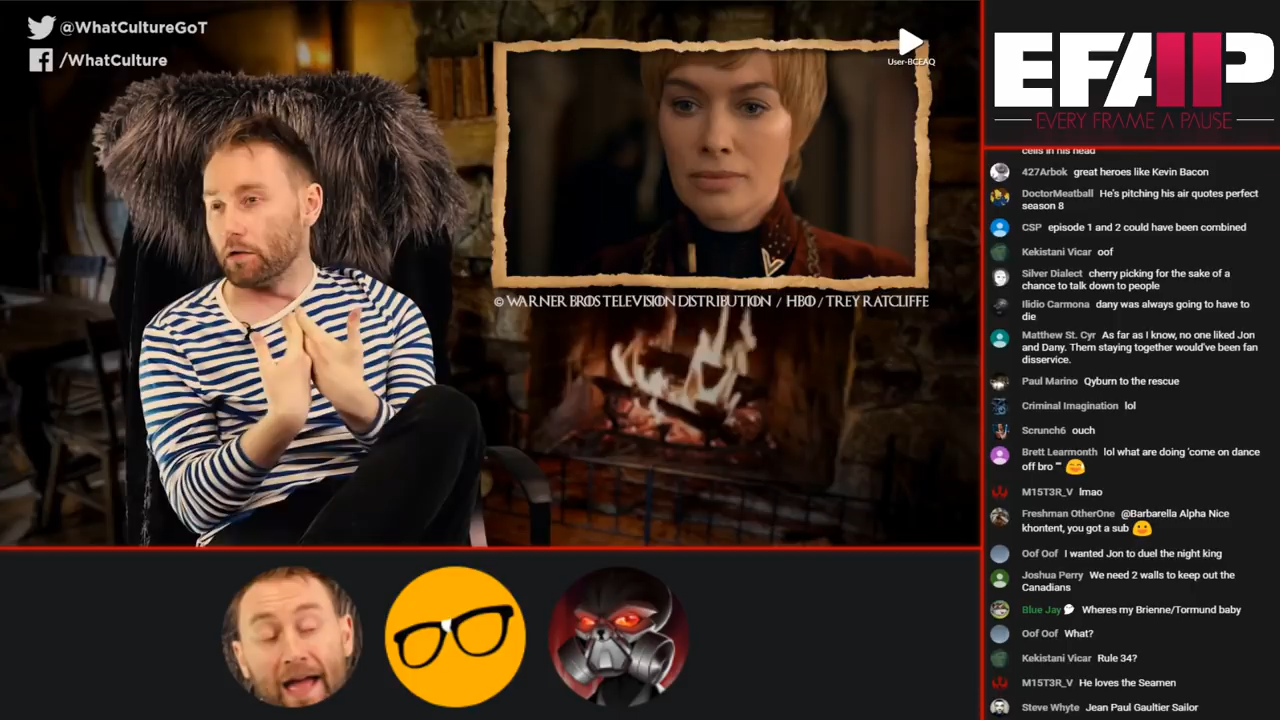 @WhatCultureGoT
/WhatCulture
User-BCEAQ
© WARNER BROS TELEVISION DISTRIBUTION / HBO / TREY RATCLIFFE
EFAP
EVERY FRAME A PAUSE
cells in his head
427Arbok great heroes like Kevin Bacon
DoctorMeatball He's pitching his air quotes perfect
season 8
CSP episode 1 and 2 could have been combined
Kekistani Vicar oof
Silver Dialect cherry picking for the sake of a
chance to talk down to people
Ilidio Carmona dany was always going to have to
die
Matthew St. Cyr As far as I know, no one liked Jon
and Dany. Them staying together would've been fan
disservice.
Paul Marino Qyburn to the rescue
Criminal Imagination lol
Scrunch6 ouch
Brett Learmonth lol what are doing 'come on dance
off bro '"
M15T3R_V lmao
Freshman OtherOne @Barbarella Alpha Nice
khontent, you got a sub
Oof Oof I wanted Jon to duel the night king
Joshua Perry We need 2 walls to keep out the
Canadians
Blue Jay Wheres my Brienne/Tormund baby
Oof Oof What?
Kekistani Vicar Rule 34?
M15T3R_V He loves the Seamen
Steve Whyte Jean Paul Gaultier Sailor